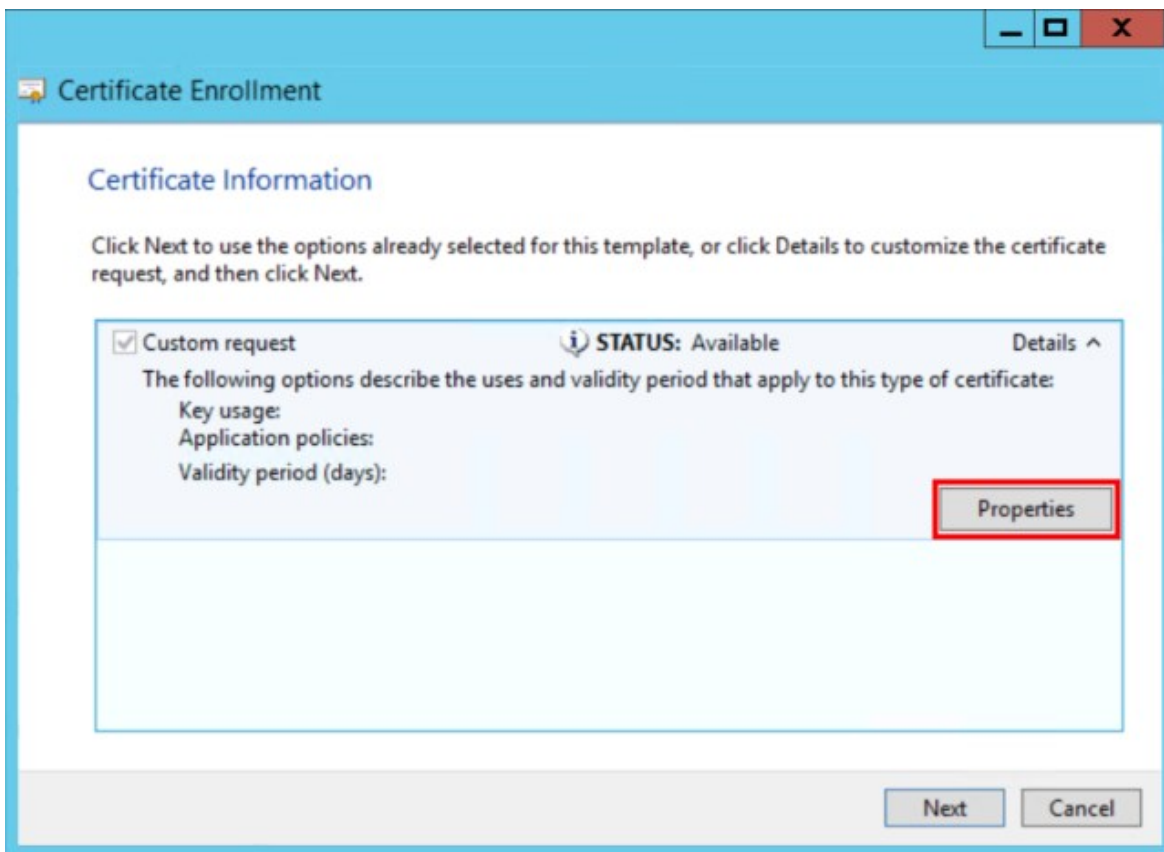 Certificate Enrollment
Certificate Information
Click Next to use the options already selected for this template, or click Details to customize the certificate
request, and then click Next.
Custom request STATUS: Available Details
The following options describe the uses and validity period that apply to this type of certificate:
Key usage:
Application policies:
Validity period (days):
Properties
Next Cancel